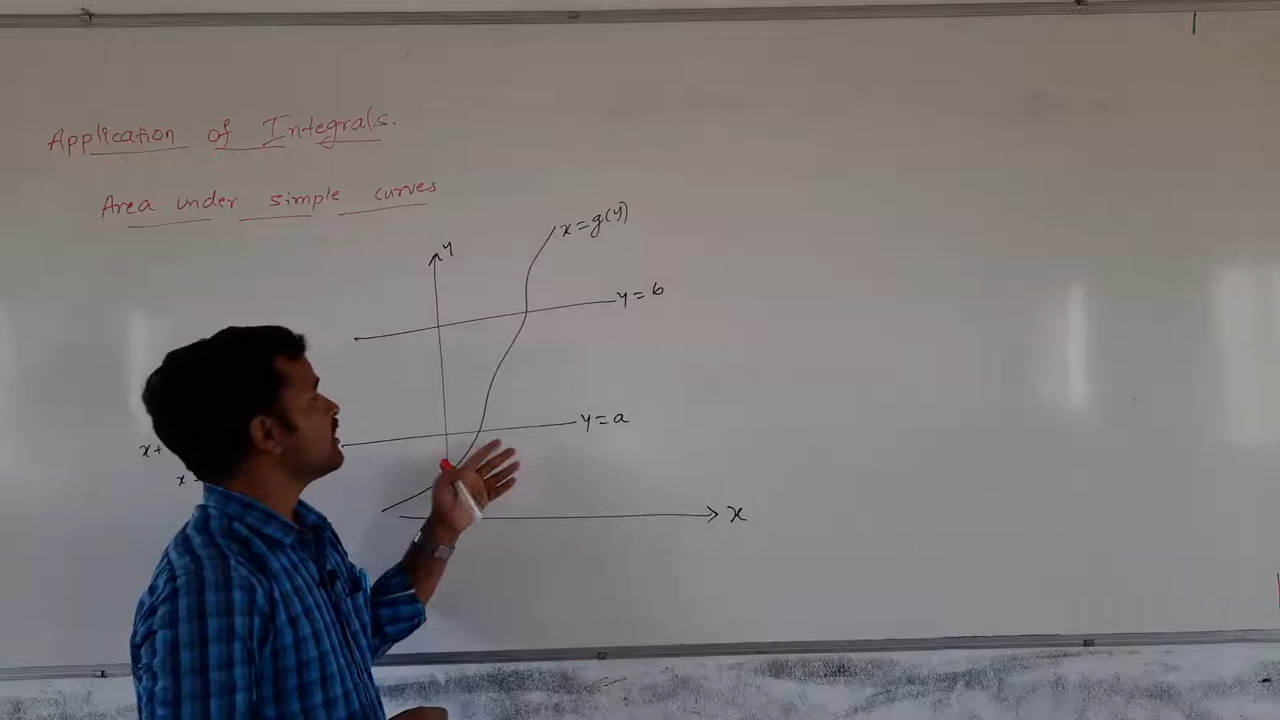 Application of Integrals.
Area under simple curves
x=g(y)
y
y=b
y=a
x+
x=
x